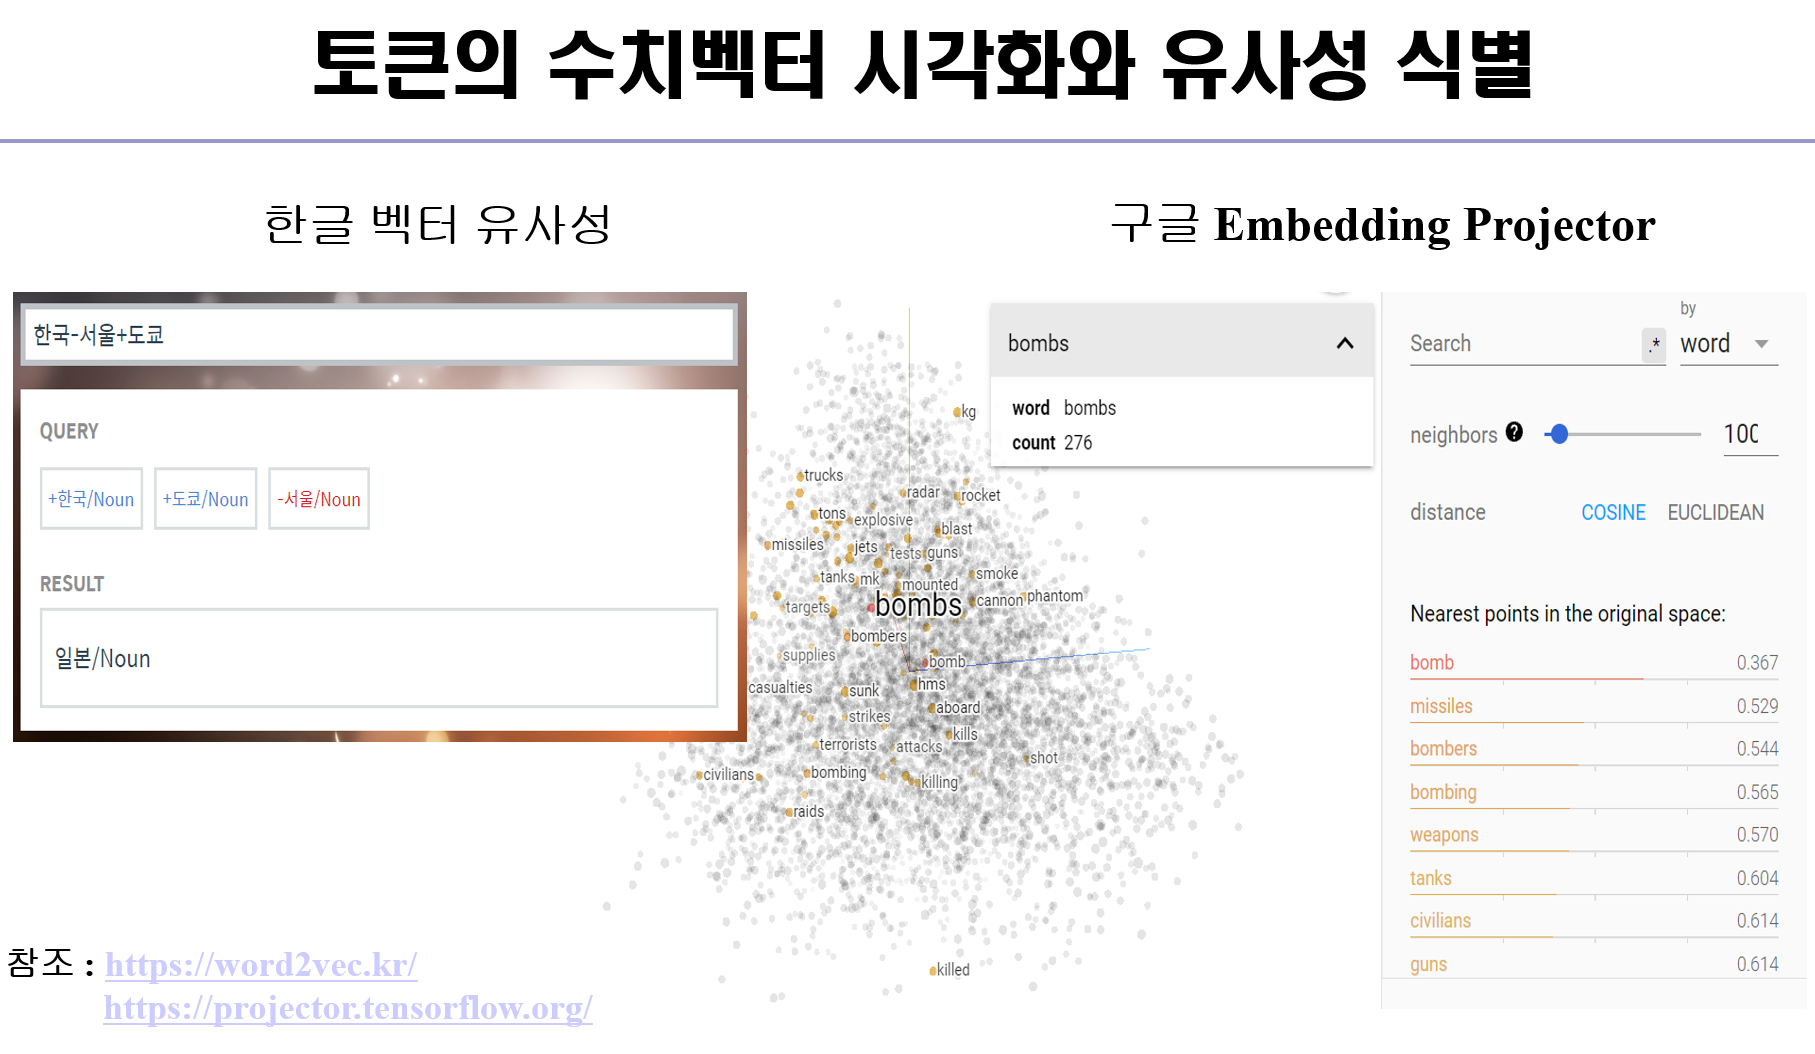 토큰의 수치벡터 시각화와 유사성 식별
한글 벡터 유사성
구글 Embedding Projector
한국-서울+도쿄
QUERY
+한국/Noun +도쿄/Noun -서울/Noun
RESULT
일본/Noun
bombs
word bombs
count 276
kg
trucks
radar
rocket
tons
explosive
blast
missiles
jets
tests
guns
tanks
mk
mounted
smoke
targets
bombs
cannon
phantom
bombers
supplies
bomb
casualties
sunk
hms
strikes
aboard
terrorists
attacks
kills
shot
civilians
bombing
killing
raids
killed
by
Search .* word
neighbors ? 100
distance COSINE EUCLIDEAN
Nearest points in the original space:
bomb 0.367
missiles 0.529
bombers 0.544
bombing 0.565
weapons 0.570
tanks 0.604
civilians 0.614
guns 0.614
참조 : https://word2vec.kr/
https://projector.tensorflow.org/